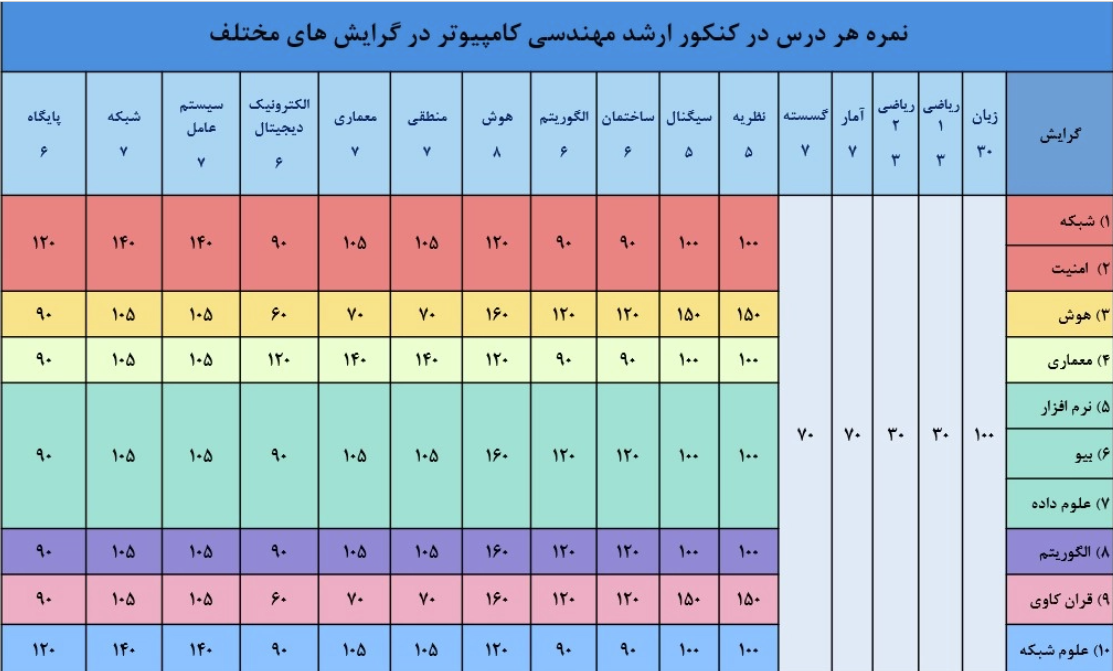 نمره هر درس در کنکور ارشد مهندسی کامپیوتر در گرایش های مختلف
گرایش زبان ۳۰ ریاضی ۱ ۳ ریاضی ۲ ۳ آمار ۷ گسسته ۷ نظریه ۵ سیگنال ۵ ساختمان ۶ الگوریتم ۶ هوش ۸ منطقی ۷ معماری ۷ الکترونیک دیجیتال ۶ سیستم عامل ۷ شبکه ۷ پایگاه ۶
۱) شبکه
۱۰۰ ۱۰۰ ۹۰ ۹۰ ۱۲۰ ۱۰۵ ۱۰۵ ۹۰ ۱۴۰ ۱۴۰ ۱۲۰
۲) امنیت
۳) هوش ۱۵۰ ۱۵۰ ۱۲۰ ۱۲۰ ۱۶۰ ۷۰ ۷۰ ۶۰ ۱۰۵ ۱۰۵ ۹۰
۴) معماری ۱۰۰ ۱۰۰ ۹۰ ۹۰ ۱۲۰ ۱۴۰ ۱۴۰ ۱۲۰ ۱۰۵ ۱۰۵ ۹۰
۵) نرم افزار
۱۰۰ ۳۰ ۳۰ ۷۰ ۷۰
۶) بیو ۱۰۰ ۱۰۰ ۱۲۰ ۱۲۰ ۱۶۰ ۱۰۵ ۱۰۵ ۹۰ ۱۰۵ ۱۰۵ ۹۰
۷) علوم داده
۸) الگوریتم ۱۰۰ ۱۰۰ ۱۲۰ ۱۲۰ ۱۶۰ ۱۰۵ ۱۰۵ ۹۰ ۱۰۵ ۱۰۵ ۹۰
۹) قران کاوی ۱۵۰ ۱۵۰ ۱۲۰ ۱۲۰ ۱۶۰ ۷۰ ۷۰ ۶۰ ۱۰۵ ۱۰۵ ۹۰
۱۰) علوم شبکه ۱۰۰ ۱۰۰ ۹۰ ۹۰ ۱۲۰ ۱۰۵ ۱۰۵ ۹۰ ۱۴۰ ۱۴۰ ۱۲۰